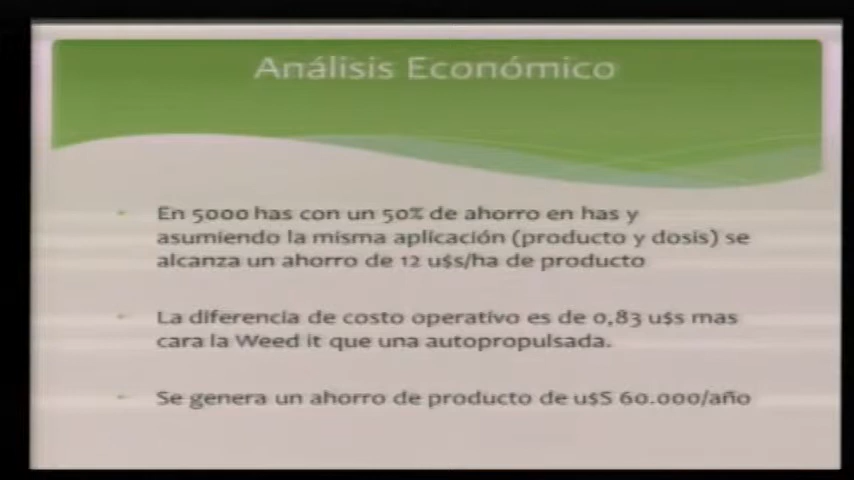 Análisis Económico
En 5000 has con un 50% de ahorro en has y
asumiendo la misma aplicación (producto y dosis) se
alcanza un ahorro de 12 u$s/ha de producto
La diferencia de costo operativo es de 0,83 u$s mas
cara la Weed it que una autopropulsada.
Se genera un ahorro de producto de u$S 60.000/año